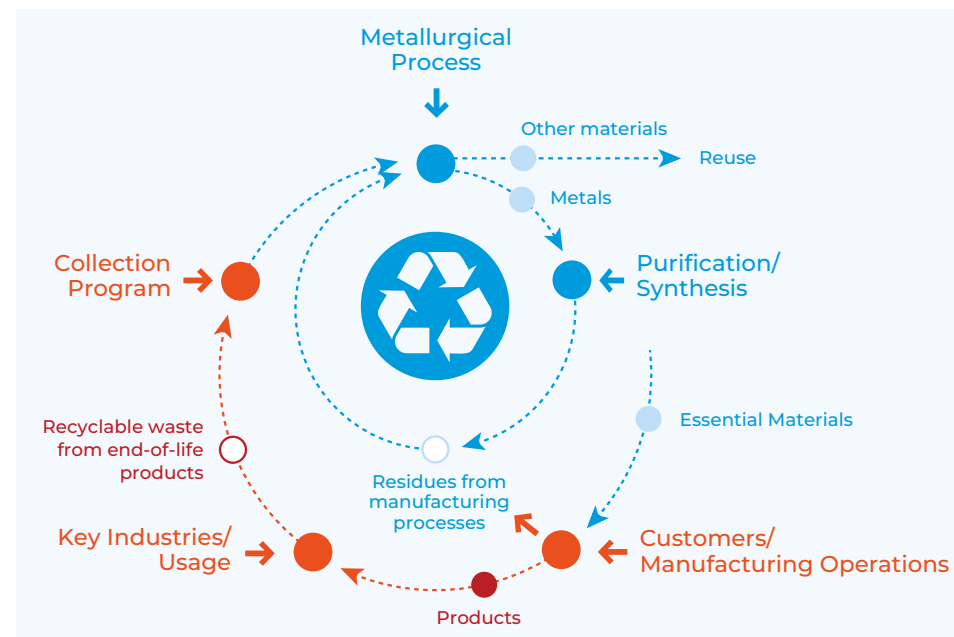 Metallurgical
Process
Other materials
Reuse
Metals
Collection
Program
Purification/
Synthesis
Essential Materials
Recyclable waste
from end-of-life
products
Residues from
manufacturing
processes
Key Industries/
Usage
Customers/
Manufacturing Operations
Products